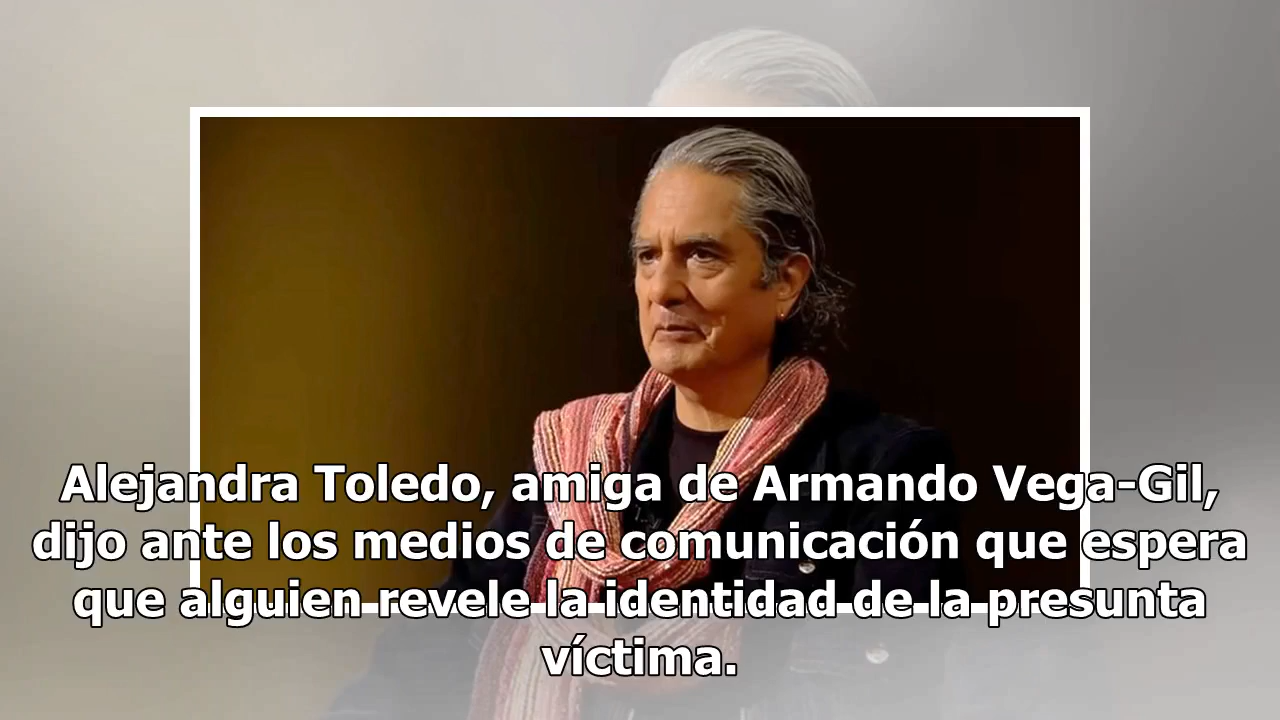 Alejandra Toledo, amiga de Armando Vega-Gil,
dijo ante los medios de comunicación que espera
que alguien revele la identidad de la presunta
víctima.